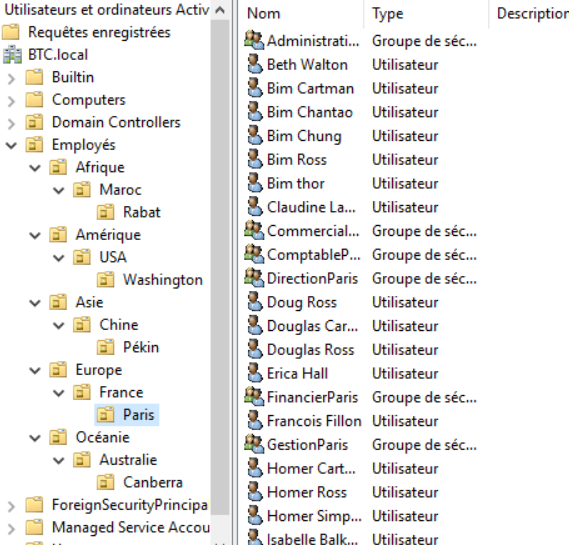 Utilisateurs et ordinateurs Activ
Requêtes enregistrées
BTC.local
Builtin
Computers
Domain Controllers
Employés
Afrique
Maroc
Rabat
Amérique
USA
Washington
Asie
Chine
Pékin
Europe
France
Paris
Océanie
Australie
Canberra
ForeignSecurityPrincipa
Managed Service Accou
Nom Type Description
Administrati... Groupe de séc...
Beth Walton Utilisateur
Bim Cartman Utilisateur
Bim Chantao Utilisateur
Bim Chung Utilisateur
Bim Ross Utilisateur
Bim thor Utilisateur
Claudine La... Utilisateur
Commercial... Groupe de séc...
ComptableP... Groupe de séc...
DirectionParis Groupe de séc...
Doug Ross Utilisateur
Douglas Car... Utilisateur
Douglas Ross Utilisateur
Erica Hall Utilisateur
FinancierParis Groupe de séc...
Francois Fillon Utilisateur
GestionParis Groupe de séc...
Homer Cart... Utilisateur
Homer Ross Utilisateur
Homer Simp... Utilisateur
Isabelle Balk... Utilisateur